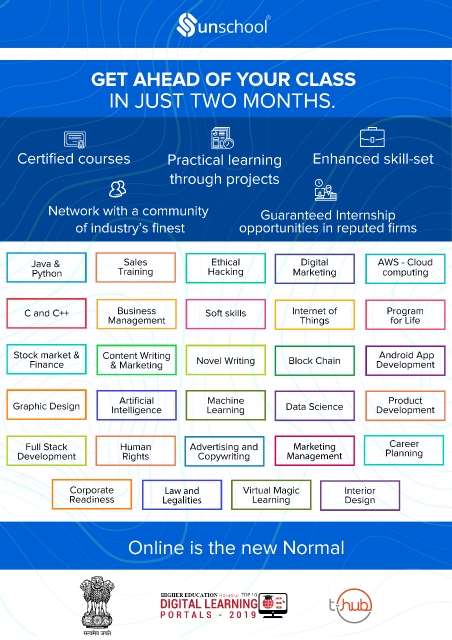 unschool
GET AHEAD OF YOUR CLASS
IN JUST TWO MONTHS.
Certified courses
Practical learning
through projects
Enhanced skill-set
Network with a community
of industry's finest
Guaranteed Internship
opportunities in reputed firms
Java &
Python
Sales
Training
Ethical
Hacking
Digital
Marketing
AWS - Cloud
computing
C and C++
Business
Management
Soft skills
Internet of
Things
Program
for Life
Stock market &
Finance
Content Writing
& Marketing
Novel Writing
Block Chain
Android App
Development
Graphic Design
Artificial
Intelligence
Machine
Learning
Data Science
Product
Development
Full Stack
Development
Human
Rights
Advertising and
Copywriting
Marketing
Management
Career
Planning
Corporate
Readiness
Law and
Legalities
Virtual Magic
Learning
Interior
Design
Online is the new Normal
सत्यमेव जयते
HIGHER EDUCATION TOP 10
DIGITAL LEARNING
PORTALS - 2019
t-hub